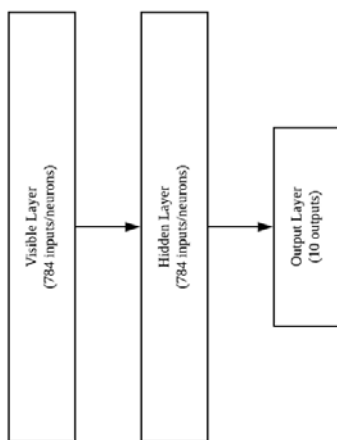 Visible Layer
(784 inputs/neurons)
Hidden Layer
(784 inputs/neurons)
Output Layer
(10 outputs)